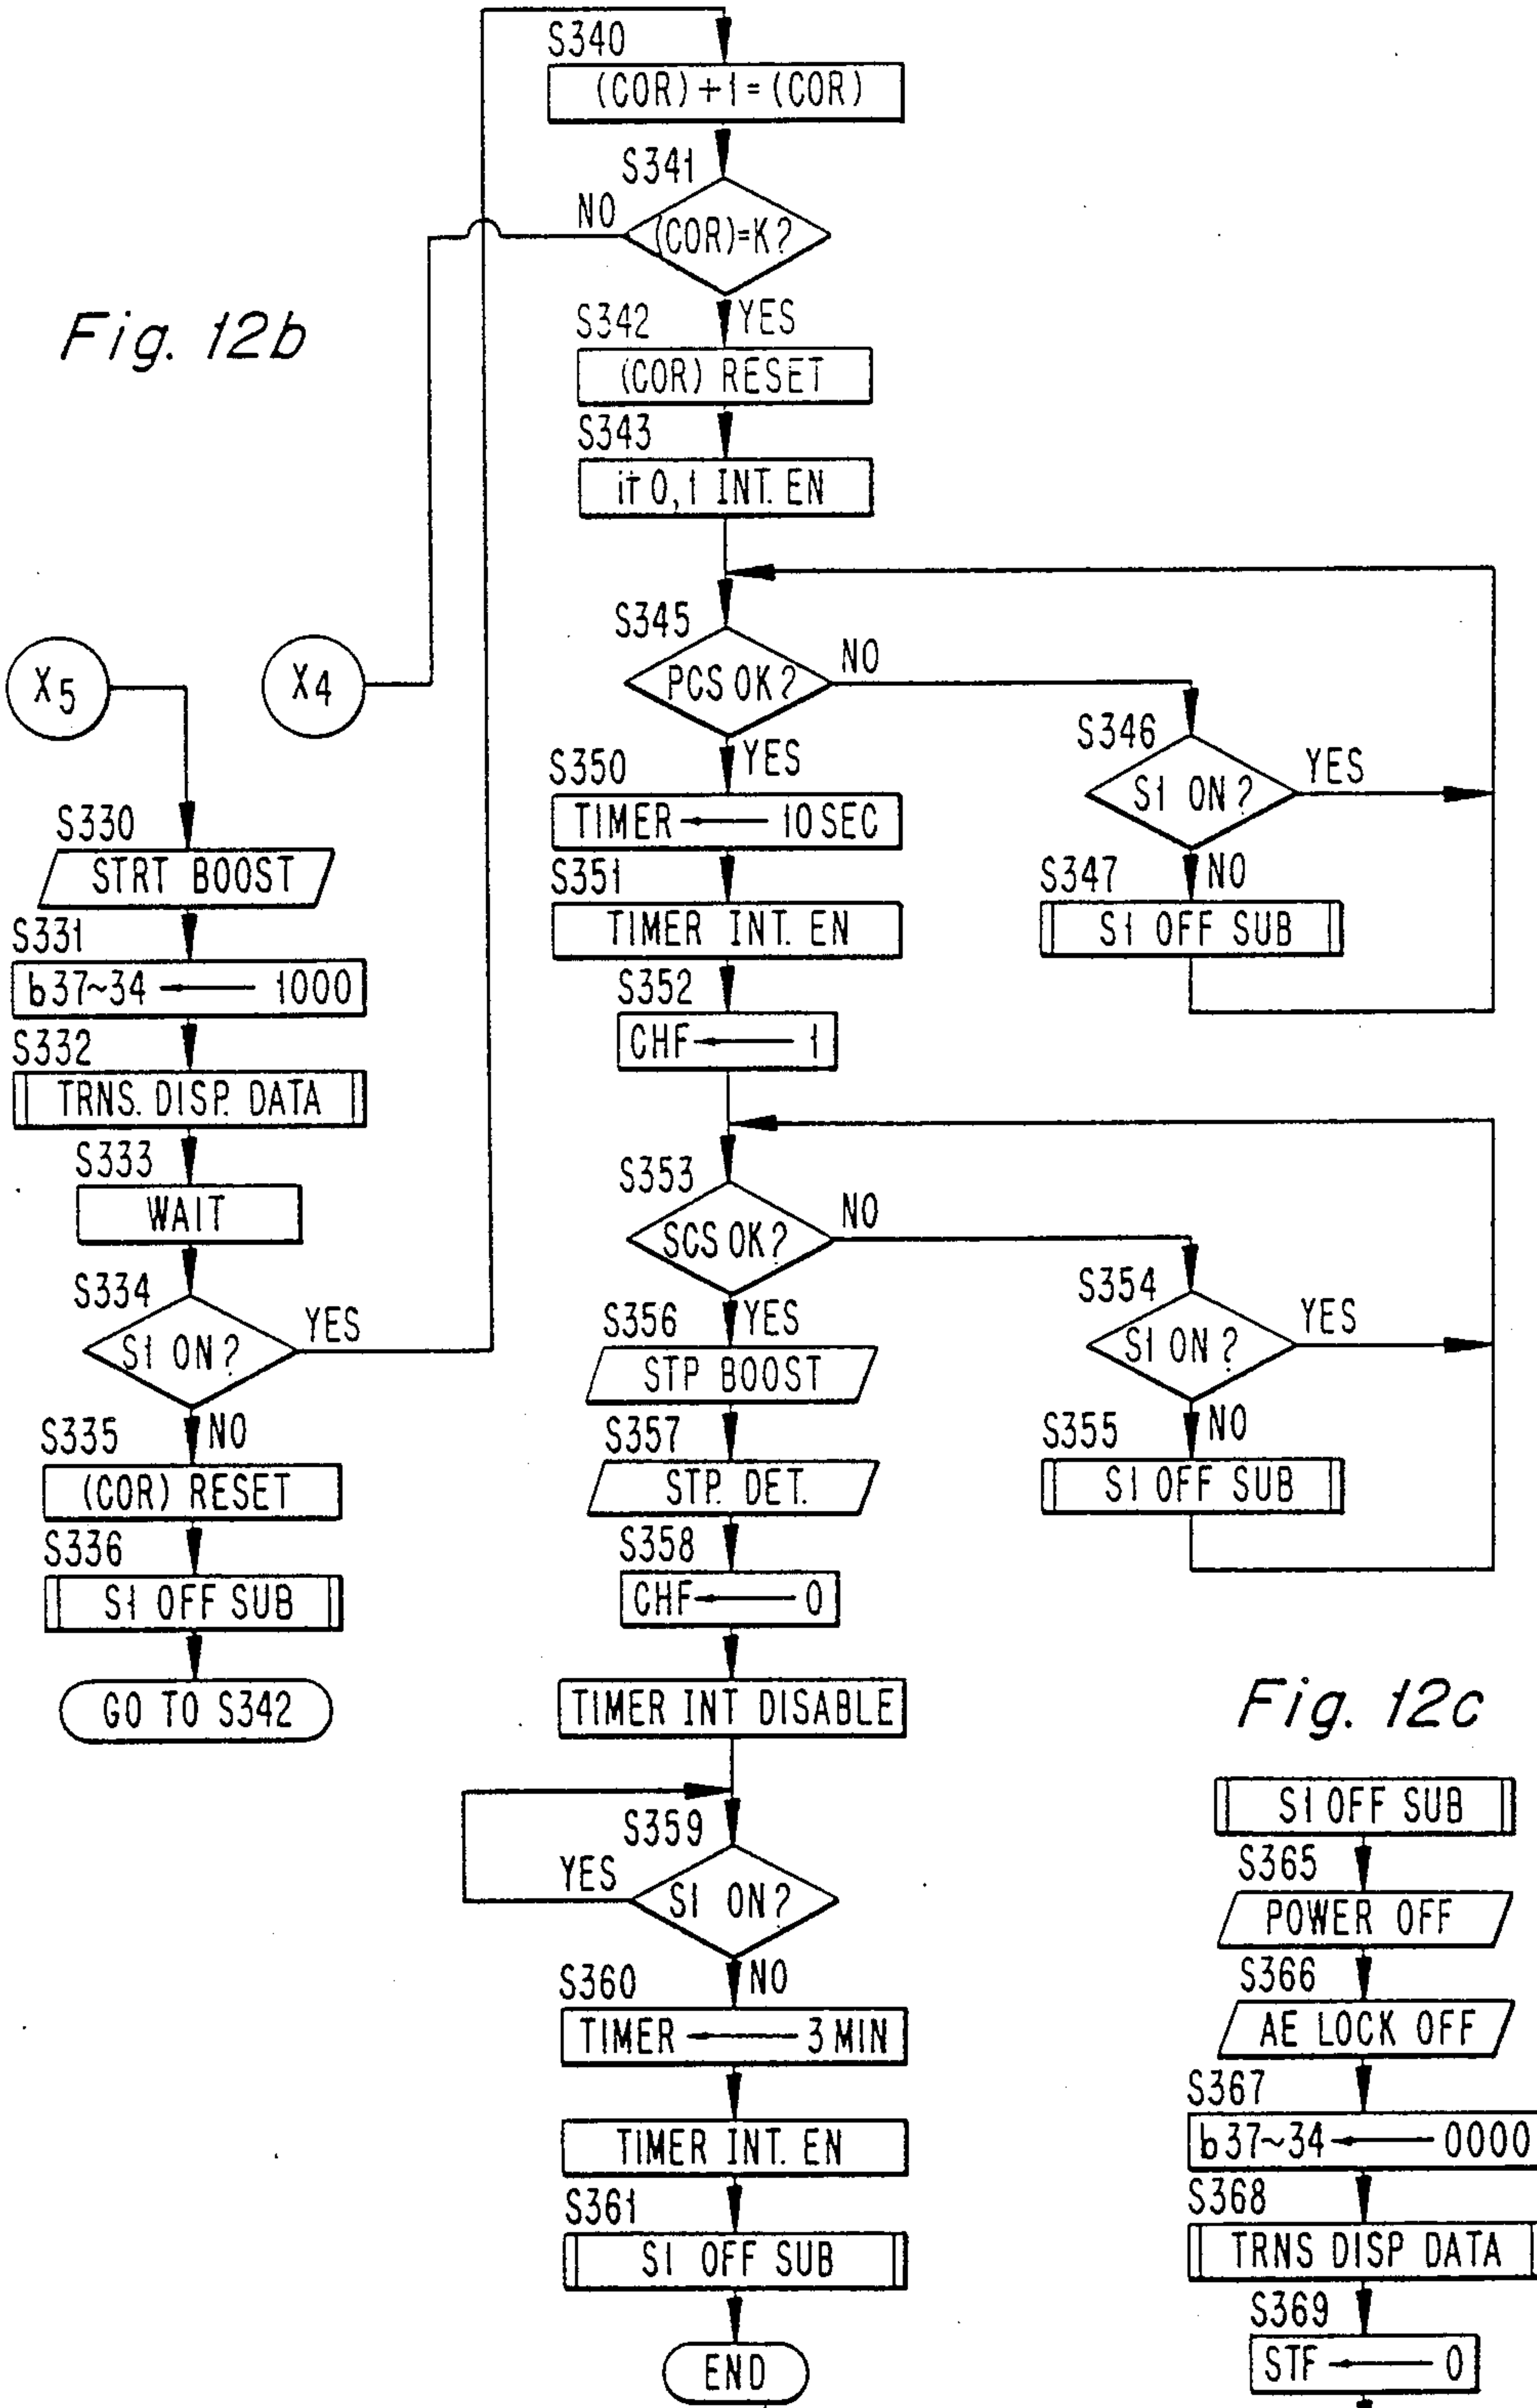 Fig. 12b
X5
S330
STRT BOOST
S331
b37~34 ← 1000
S332
TRNS. DISP. DATA
S333
WAIT
S334
S1 ON?
YES
NO
S335
(COR) RESET
S336
S1 OFF SUB
GO TO S342
X4
S340
(COR)+1=(COR)
S341
(COR)=K?
NO
YES
S342
(COR) RESET
S343
it 0,1 INT. EN
S345
PCS OK?
NO
YES
S346
S1 ON?
YES
NO
S347
S1 OFF SUB
S350
TIMER ← 10 SEC
S351
TIMER INT. EN
S352
CHF ← 1
S353
SCS OK?
NO
YES
S354
S1 ON?
YES
NO
S355
S1 OFF SUB
S356
STP BOOST
S357
STP. DET.
S358
CHF ← 0
TIMER INT DISABLE
S359
S1 ON?
YES
NO
S360
TIMER ← 3 MIN
TIMER INT. EN
S361
S1 OFF SUB
END
Fig. 12c
S1 OFF SUB
S365
POWER OFF
S366
AE LOCK OFF
S367
b37~34 ← 0000
S368
TRNS DISP DATA
S369
STF ← 0